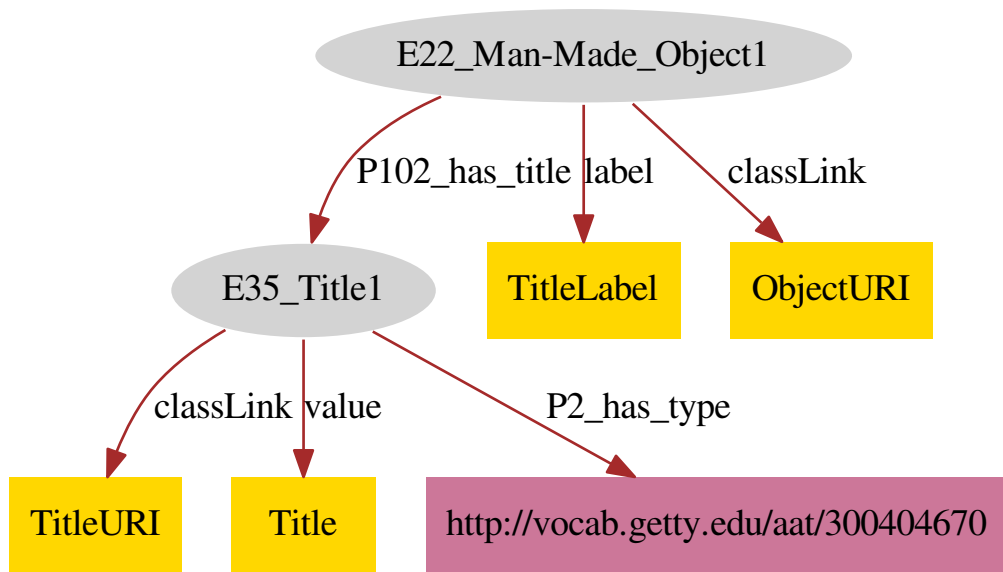 E22_Man-Made_Object1
P102_has_title label classLink
E35_Title1 TitleLabel ObjectURI
classLink value P2_has_type
TitleURI Title http://vocab.getty.edu/aat/300404670